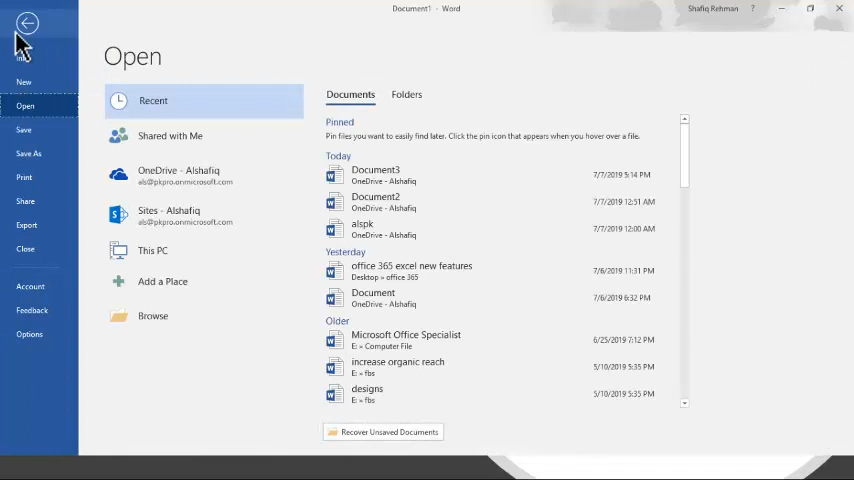 Document1 - Word
Shafiq Rehman
?
New
Open
Save
Save As
Print
Share
Export
Close
Account
Feedback
Options
Open
Recent
Shared with Me
OneDrive - Alshafiq
als@pkpro.onmicrosoft.com
Sites - Alshafiq
als@pkpro.onmicrosoft.com
This PC
Add a Place
Browse
Documents Folders
Pinned
Pin files you want to easily find later. Click the pin icon that appears when you hover over a file.
Today
Document3 7/7/2019 5:14 PM
OneDrive - Alshafiq
Document2 7/7/2019 12:51 AM
OneDrive - Alshafiq
alspk 7/7/2019 12:00 AM
OneDrive - Alshafiq
Yesterday
office 365 excel new features 7/6/2019 11:31 PM
Desktop » office 365
Document 7/6/2019 6:32 PM
OneDrive - Alshafiq
Older
Microsoft Office Specialist 6/25/2019 7:12 PM
E: » Computer File
increase organic reach 5/10/2019 5:35 PM
E: » fbs
designs 5/10/2019 5:35 PM
E: » fbs
Recover Unsaved Documents